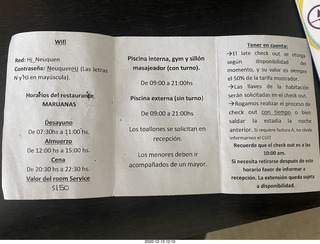 Wifi
Red: Hj_Neuquen
Contraseña: NeuquenHJ (Las letras
N y HJ en mayúscula).
Horarios del restaurante
MARUANAS
Desayuno
De 07:30hs a 11:00 hs.
Almuerzo
De 12:00 hs a 15:00 hs.
Cena
De 20:30 hs a 22:30 hs.
Valor del room Service
$150
Piscina interna, gym y sillón
masajeador (con turno).
De 09:00 a 21:00hs
Piscina externa (sin turno)
De 09:00 a 21:00hs
Los toallones se solicitan en
recepción.
Los menores deben ir
acompañados de un mayor.
Tener en cuenta:
→El late check out se otorga
según disponibilidad del
momento, y su valor es siempre
el 50% de la tarifa mostrador.
→Las llaves de la habitación
serán solicitadas en el check out.
→Rogamos realizar el proceso de
check out con tiempo o bien
saldar la estadía la noche
anterior. Si requiere factura A, no olvide
informarnos el CUIT
Recuerde que el check out es a las
10:00 am.
Si necesita retirarse después de este
horario favor de informar a
recepción. La extensión queda sujeta
a disponibilidad.
2020-12-13 12:10